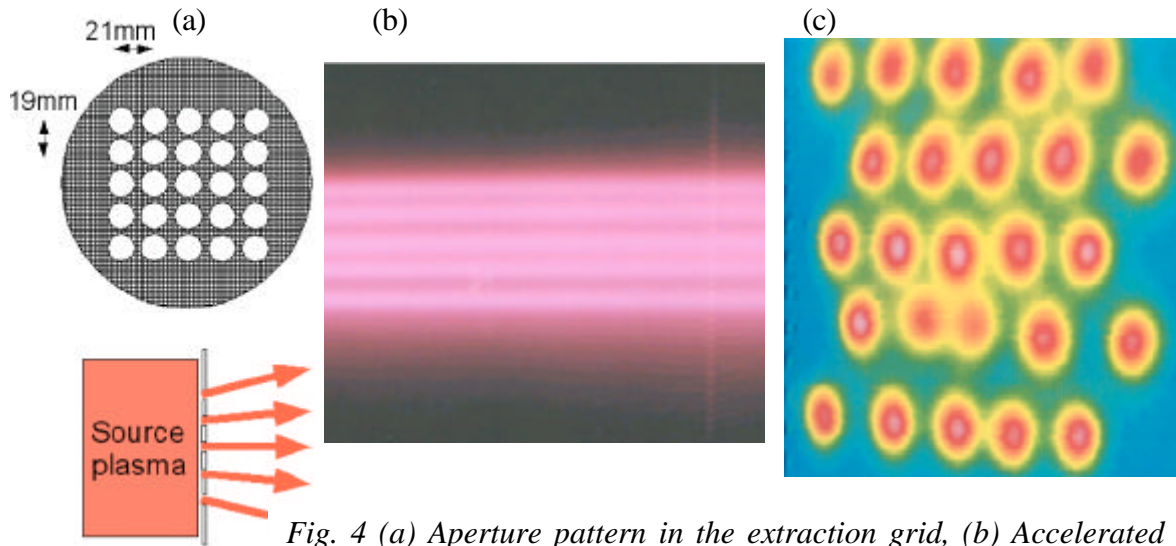 (a)
(b)
(c)
21mm
19mm
Source
plasma
Fig. 4 (a) Aperture pattern in the extraction grid, (b) Accelerated